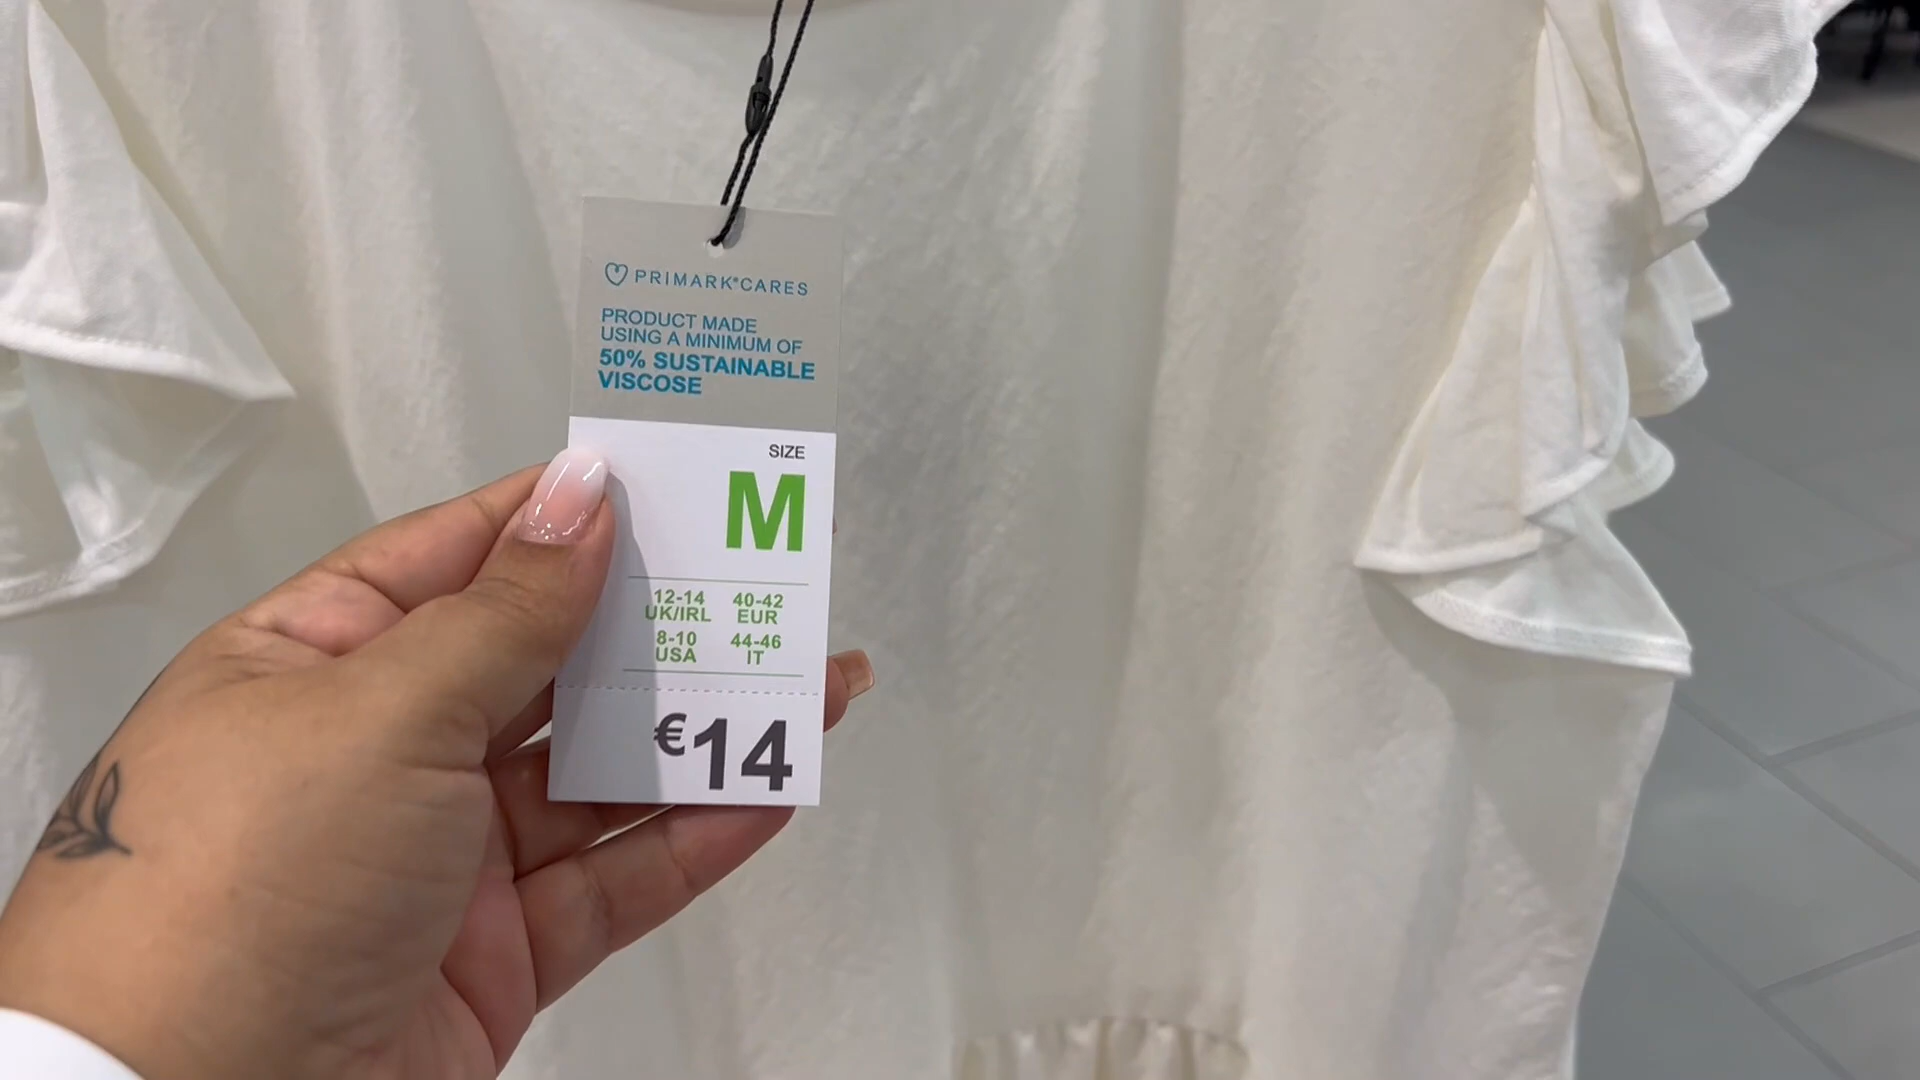 PRIMARK®CARES
PRODUCT MADE
USING A MINIMUM OF
50% SUSTAINABLE
VISCOSE
SIZE
M
12-14 40-42
UK/IRL EUR
8-10 44-46
USA IT
€14